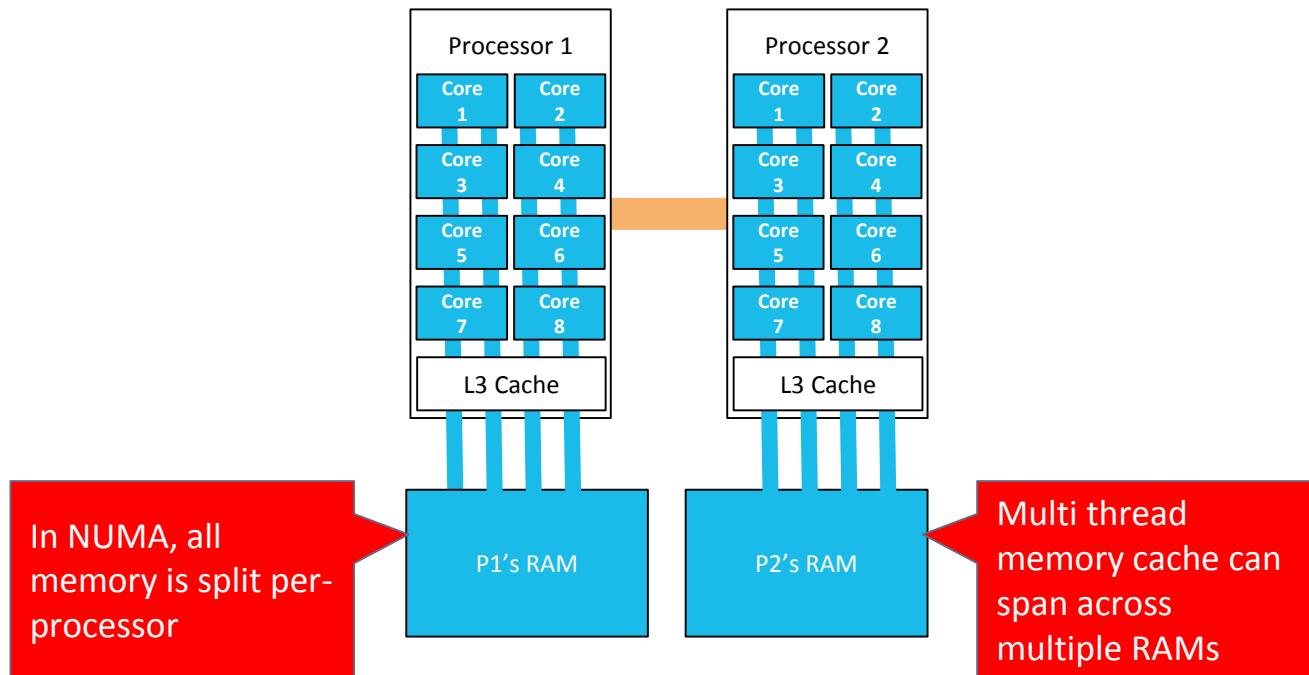 Processor 1
Core
1
Core
2
Core
3
Core
4
Core
5
Core
6
Core
7
Core
8
L3 Cache
P1's RAM
Processor 2
Core
1
Core
2
Core
3
Core
4
Core
5
Core
6
Core
7
Core
8
L3 Cache
P2's RAM
In NUMA, all
memory is split per-
processor
Multi thread
memory cache can
span across
multiple RAMs